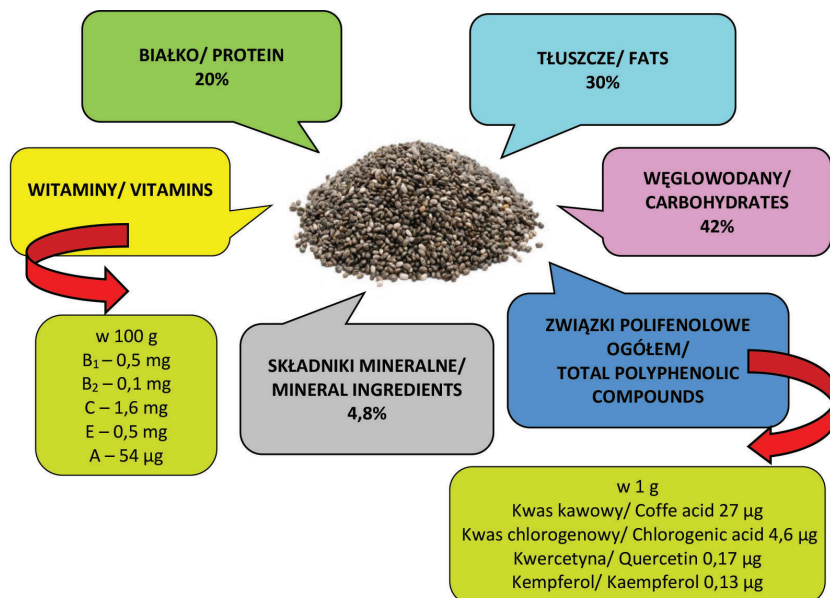 BIAŁKO/ PROTEIN
20%
TŁUSZCZE/ FATS
30%
WITAMINY/ VITAMINS
WĘGLOWODANY/
CARBOHYDRATES
42%
w 100 g
B₁ – 0,5 mg
B₂ – 0,1 mg
C – 1,6 mg
E – 0,5 mg
A – 54 μg
SKŁADNIKI MINERALNE/
MINERAL INGREDIENTS
4,8%
ZWIĄZKI POLIFENOLOWE
OGÓŁEM/
TOTAL POLYPHENOLIC
COMPOUNDS
w 1 g
Kwas kawowy/ Coffe acid 27 μg
Kwas chlorogenowy/ Chlorogenic acid 4,6 μg
Kwercetyna/ Quercetin 0,17 μg
Kempferol/ Kaempferol 0,13 μg